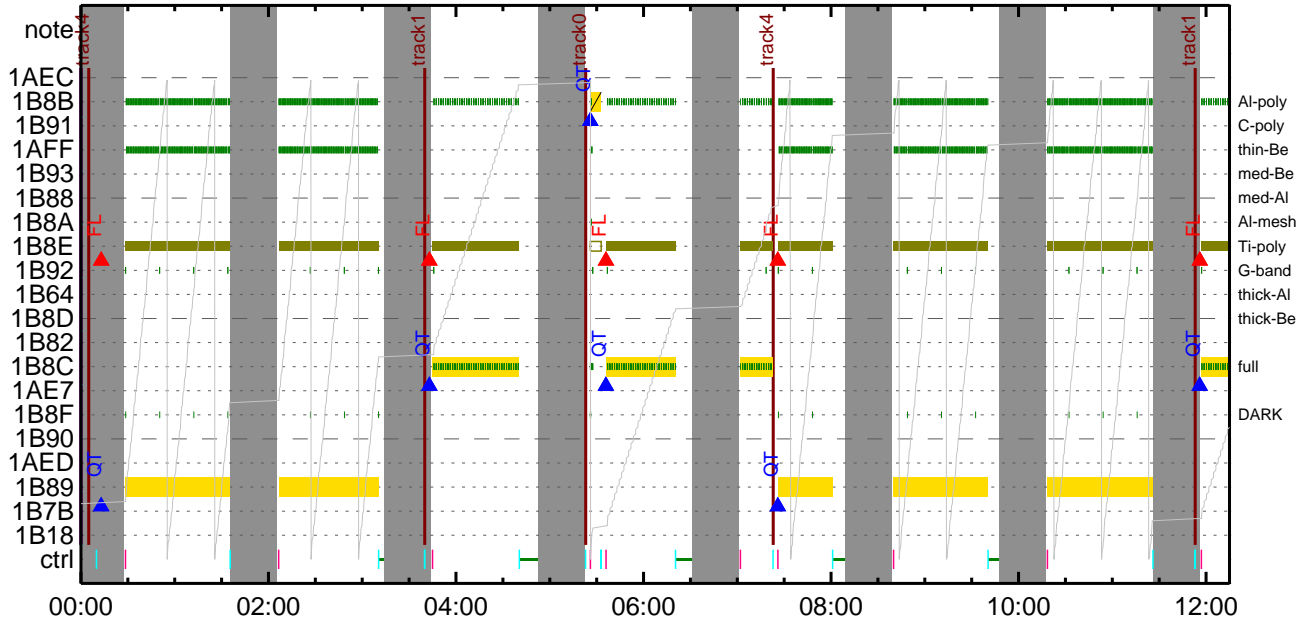 note
track4
track1
track0
track4
track1
1AEC
QT
1B8B
Al-poly
1B91
C-poly
1AFF
thin-Be
1B93
med-Be
1B88
med-Al
1B8A
FL
FL
FL
FL
FL
Al-mesh
1B8E
Ti-poly
1B92
G-band
1B64
thick-Al
1B8D
thick-Be
1B82
QT
QT
QT
1B8C
full
1AE7
1B8F
DARK
1B90
1AED
QT
QT
1B89
1B7B
1B18
ctrl
00:00 02:00 04:00 06:00 08:00 10:00 12:00